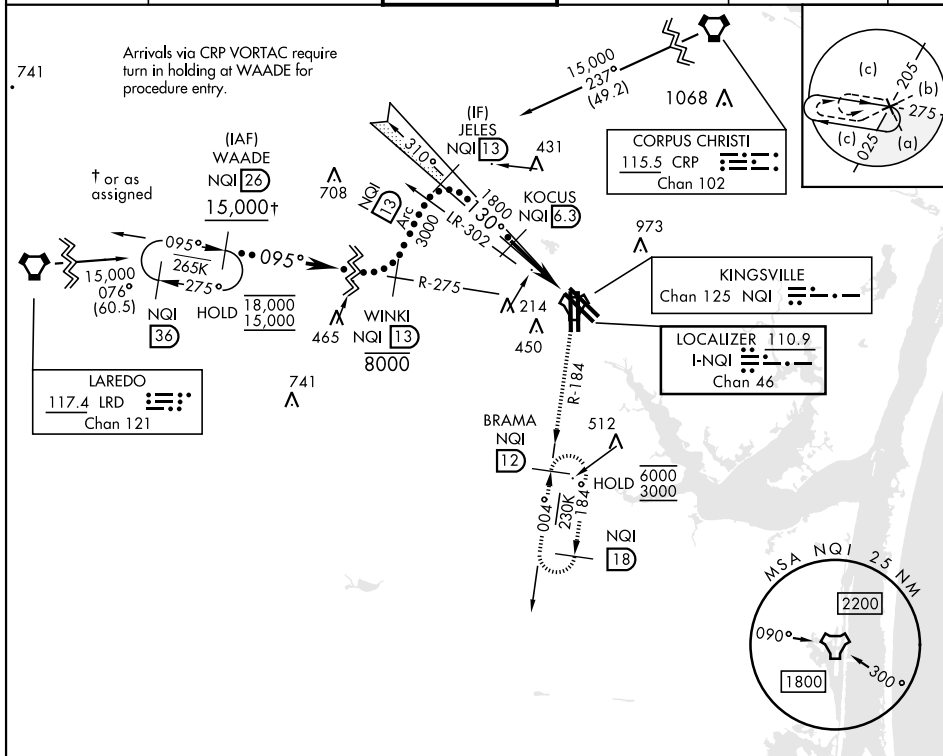 Arrivals via CRP VORTAC require
turn in holding at WAADE for
procedure entry.
741
15,000
237°
(49.2)
1068
CORPUS CHRISTI
115.5 CRP
Chan 102
(c)
205
(b)
275
(c)
025
(a)
(IF)
JELES
NQI 13
431
310°
(IAF)
WAADE
NQI 26
15,000†
† or as
assigned
708
NQI
13
Arc
3000
1800
130°
LR-302
KOCUS
NQI 6.3
973
095°
265K
275°
095°
15,000
076°
(60.5)
NQI
36
HOLD 18,000
15,000
465
R-275
WINKI
NQI 13
8000
214
450
KINGSVILLE
Chan 125 NQI
LOCALIZER 110.9
I-NQI
Chan 46
LAREDO
117.4 LRD
Chan 121
741
R-184
BRAMA
NQI
12
512
HOLD 6000
3000
004°
230K
184°
NQI
18
MSA NQI 25 NM
2200
090°
1800
300°